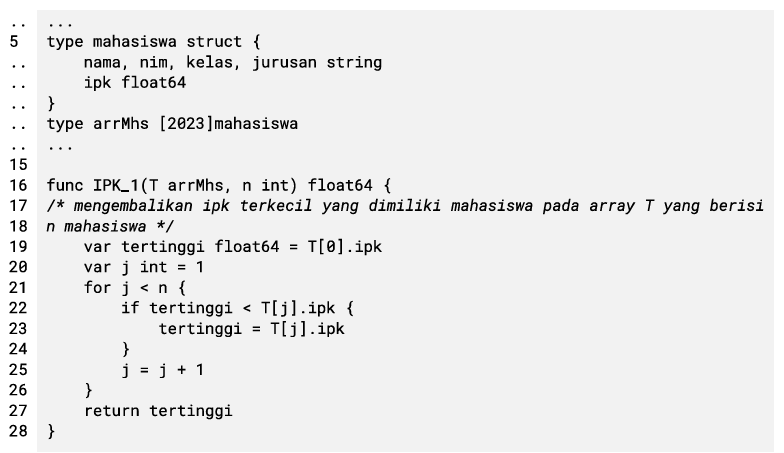 .. ...
5 type mahasiswa struct {
..     nama, nim, kelas, jurusan string
..     ipk float64
.. }
.. type arrMhs [2023]mahasiswa
.. ...
15
16 func IPK_1(T arrMhs, n int) float64 {
17 /* mengembalikan ipk terkecil yang dimiliki mahasiswa pada array T yang berisi
18 n mahasiswa */
19     var tertinggi float64 = T[0].ipk
20     var j int = 1
21     for j < n {
22         if tertinggi < T[j].ipk {
23             tertinggi = T[j].ipk
24         }
25         j = j + 1
26     }
27     return tertinggi
28 }